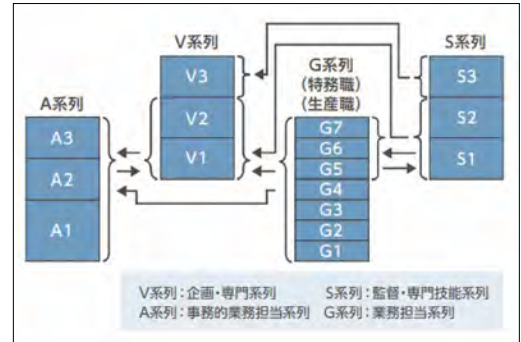 V系列
V3
V2
V1
A系列
A3
A2
A1
G系列
(特務職)
(生産職)
G7
G6
G5
G4
G3
G2
G1
S系列
S3
S2
S1
V系列:企画・専門系列
S系列:監督・専門技能系列
A系列:事務的業務担当系列
G系列:業務担当系列